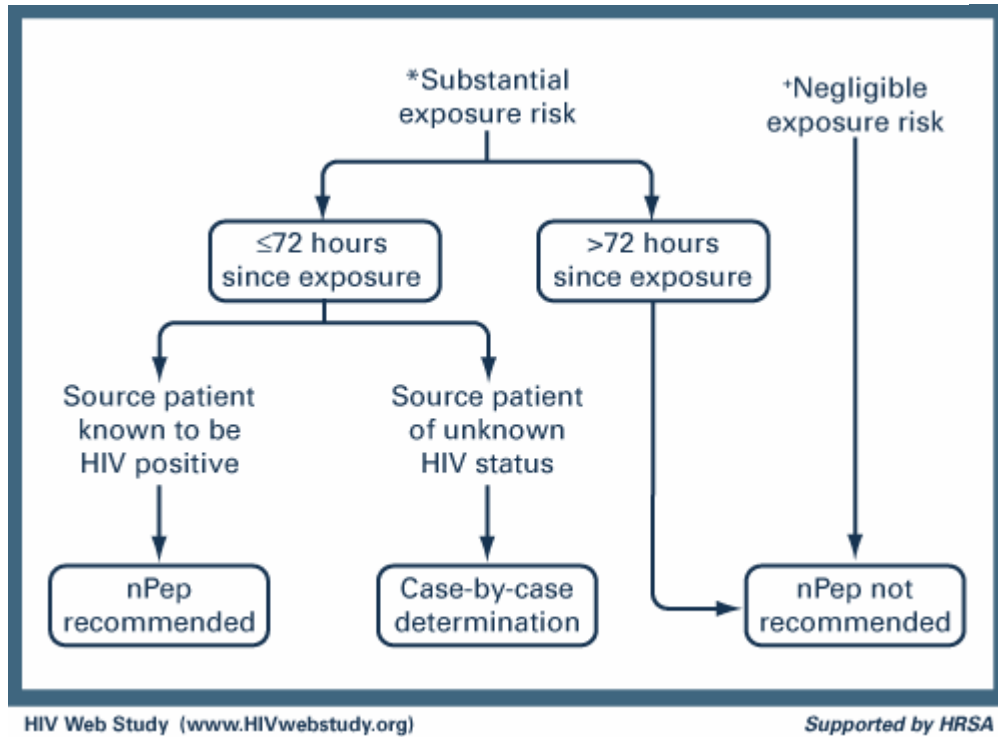 *Substantial
exposure risk
+Negligible
exposure risk
≤72 hours
since exposure
>72 hours
since exposure
Source patient
known to be
HIV positive
Source patient
of unknown
HIV status
nPep
recommended
Case-by-case
determination
nPep not
recommended
HIV Web Study (www.HIVwebstudy.org)
Supported by HRSA